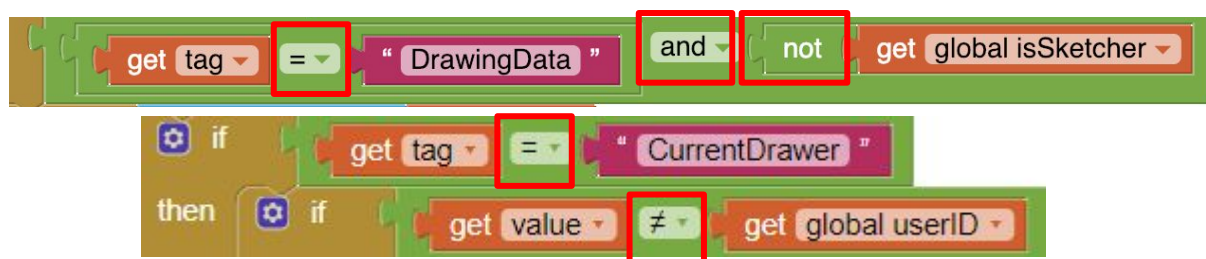 get tag = “ DrawingData ” and not get global isSketcher
if get tag = “ CurrentDrawer ”
then if get value ≠ get global userID